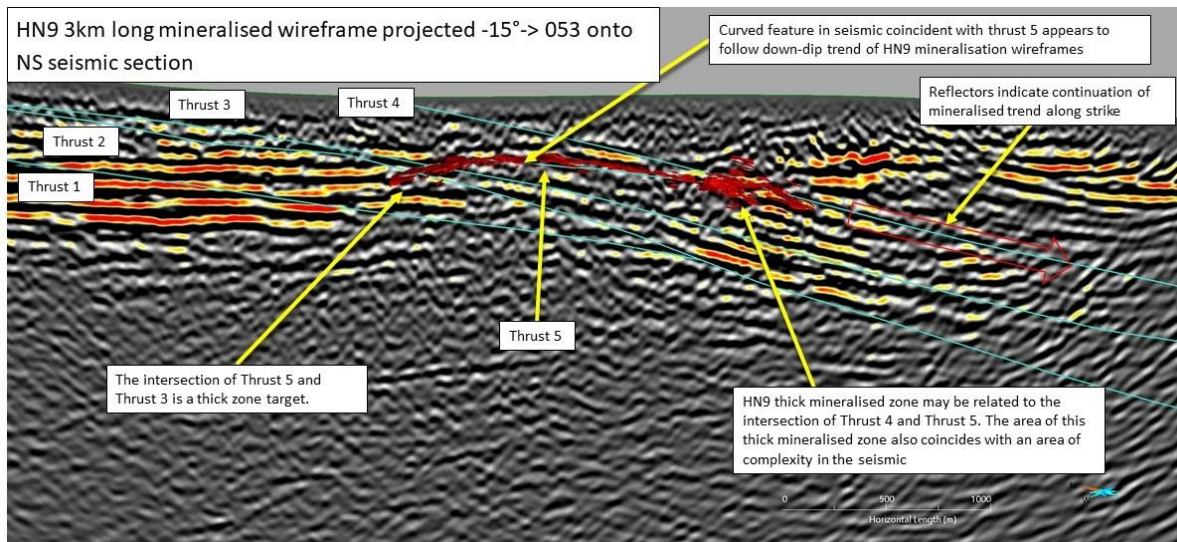 HN9 3km long mineralised wireframe projected -15°-> 053 onto
NS seismic section
Curved feature in seismic coincident with thrust 5 appears to
follow down-dip trend of HN9 mineralisation wireframes
Thrust 3
Thrust 4
Reflectors indicate continuation of
mineralised trend along strike
Thrust 2
Thrust 1
Thrust 5
The intersection of Thrust 5 and
Thrust 3 is a thick zone target.
HN9 thick mineralised zone may be related to the
intersection of Thrust 4 and Thrust 5. The area of this
thick mineralised zone also coincides with an area of
complexity in the seismic
0 500 1000
Horizontal Length (m)